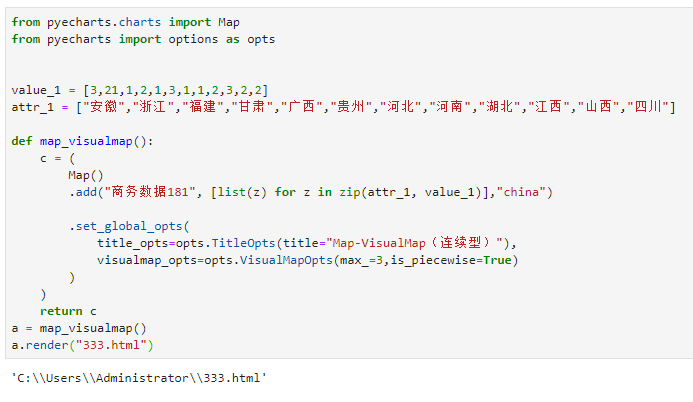 from pyecharts.charts import Map
from pyecharts import options as opts
value_1 = [3,21,1,2,1,3,1,1,2,3,2,2]
attr_1 = ["安徽","浙江","福建","甘肃","广西","贵州","河北","河南","湖北","江西","山西","四川"]
def map_visualmap():
    c = (
        Map()
        .add("商务数据181", [list(z) for z in zip(attr_1, value_1)],"china")
        .set_global_opts(
            title_opts=opts.TitleOpts(title="Map-VisualMap（连续型）"),
            visualmap_opts=opts.VisualMapOpts(max_=3,is_piecewise=True)
        )
    )
    return c
a = map_visualmap()
a.render("333.html")
'C:\\Users\\Administrator\\333.html'